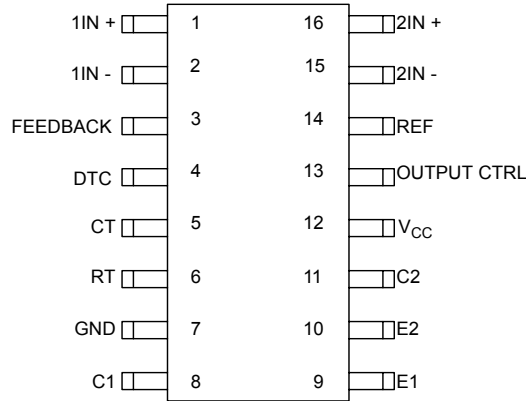 1IN + 1 16 2IN +
1IN - 2 15 2IN -
FEEDBACK 3 14 REF
DTC 4 13 OUTPUT CTRL
CT 5 12 VCC
RT 6 11 C2
GND 7 10 E2
C1 8 9 E1